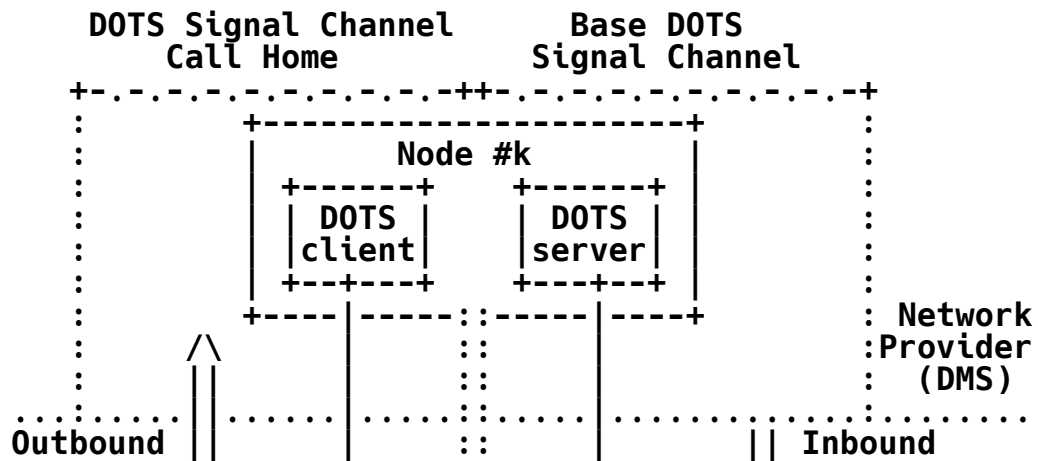 DOTS Signal Channel Base DOTS
Call Home Signal Channel
Node #k
DOTS DOTS
client server
Network
Provider
(DMS)
Outbound Inbound